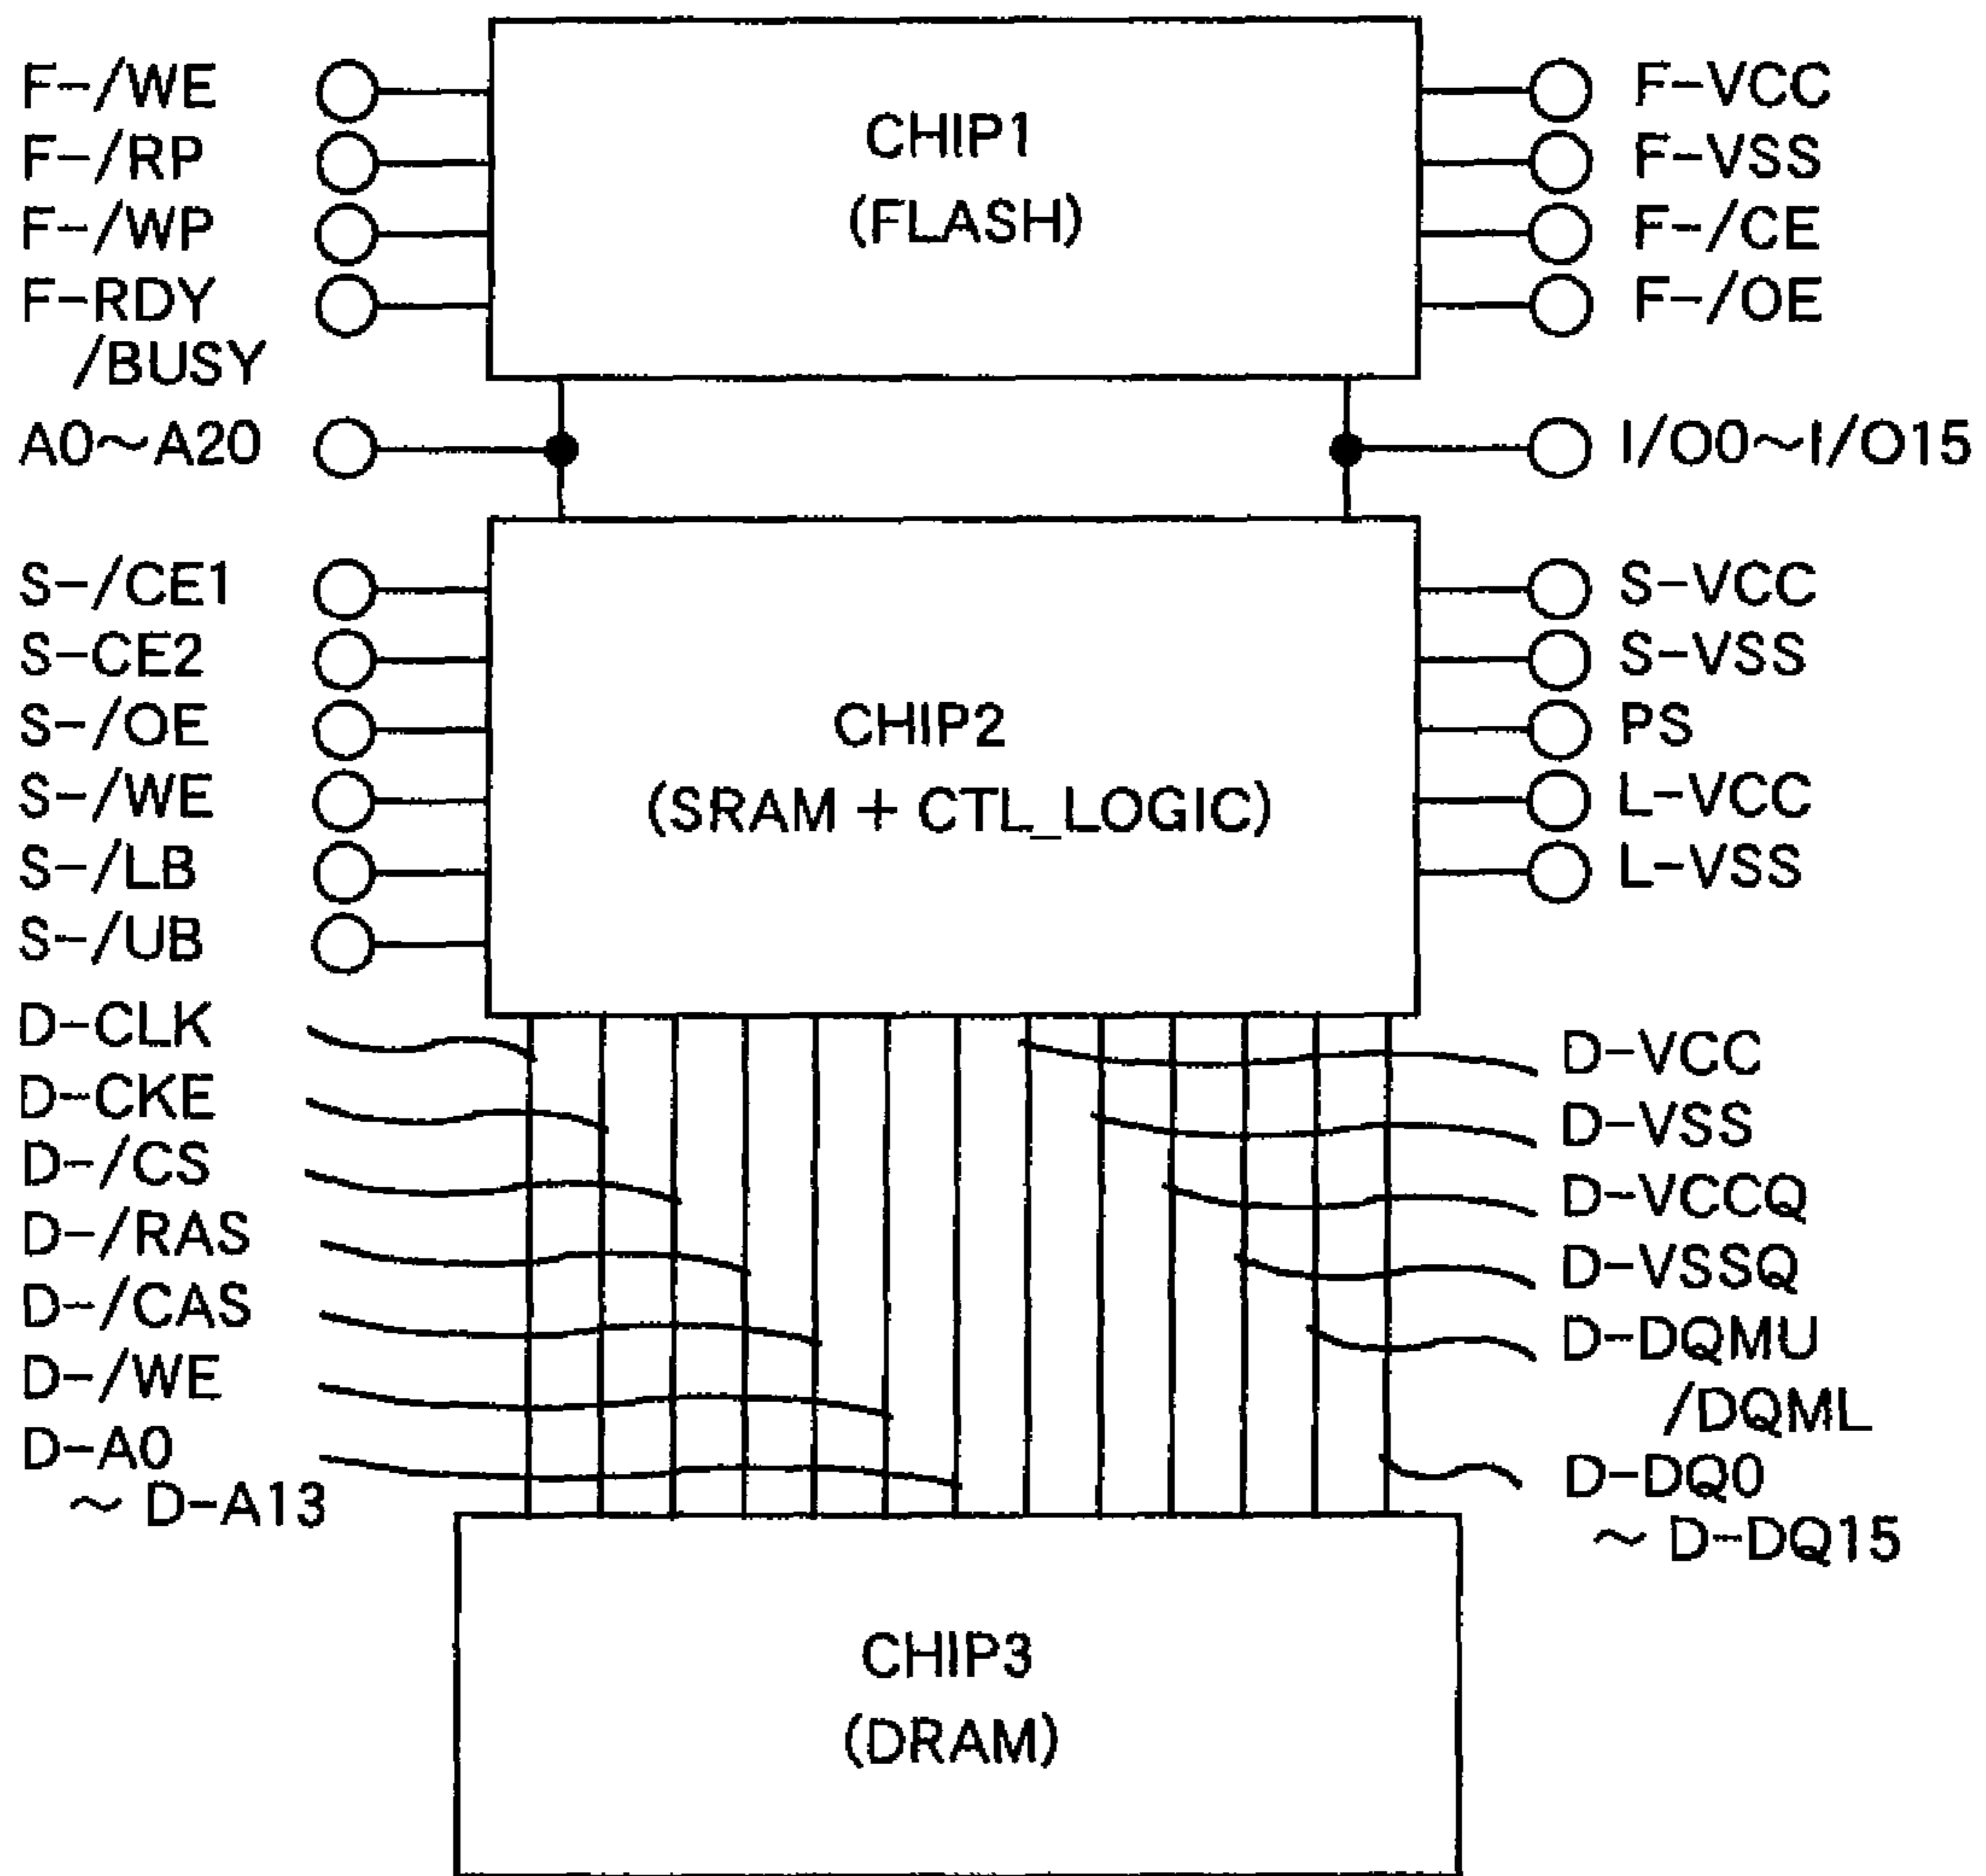 F-/WE
F-/RP
F-/WP
F-RDY
/BUSY
A0~A20
CHIP1
(FLASH)
F-VCC
F-VSS
F-/CE
F-/OE
I/O0~I/O15
S-/CE1
S-CE2
S-/OE
S-/WE
S-/LB
S-/UB
CHIP2
(SRAM + CTL_LOGIC)
S-VCC
S-VSS
PS
L-VCC
L-VSS
D-CLK
D-CKE
D-/CS
D-/RAS
D-/CAS
D-/WE
D-A0
~ D-A13
D-VCC
D-VSS
D-VCCQ
D-VSSQ
D-DQMU
/DQML
D-DQ0
~ D-DQ15
CHIP3
(DRAM)